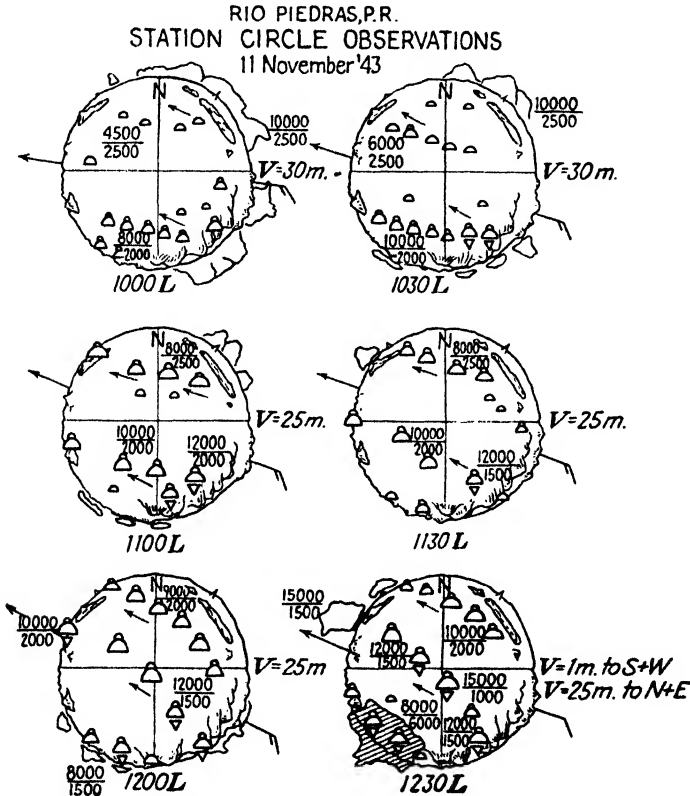 RIO PIEDRAS, P.R.
STATION CIRCLE OBSERVATIONS
11 November '43
N
4500
2500
10000
2500
V=30m.
8000
2000
1000L
N
6000
2500
10000
2500
V=30m.
10000
2000
1030L
N
8000
2500
V=25m.
10000
2000
12000
2000
1100L
N
8000
2500
V=25m.
10000
2000
12000
1500
1130L
N
9000
2000
10000
2000
V=25m
12000
1500
8000
1500
1200L
N
15000
1500
12000
1500
10000
2000
V=1m. to S+W
V=25m. to N+E
15000
1000
8000
6000
12000
1500
1230L